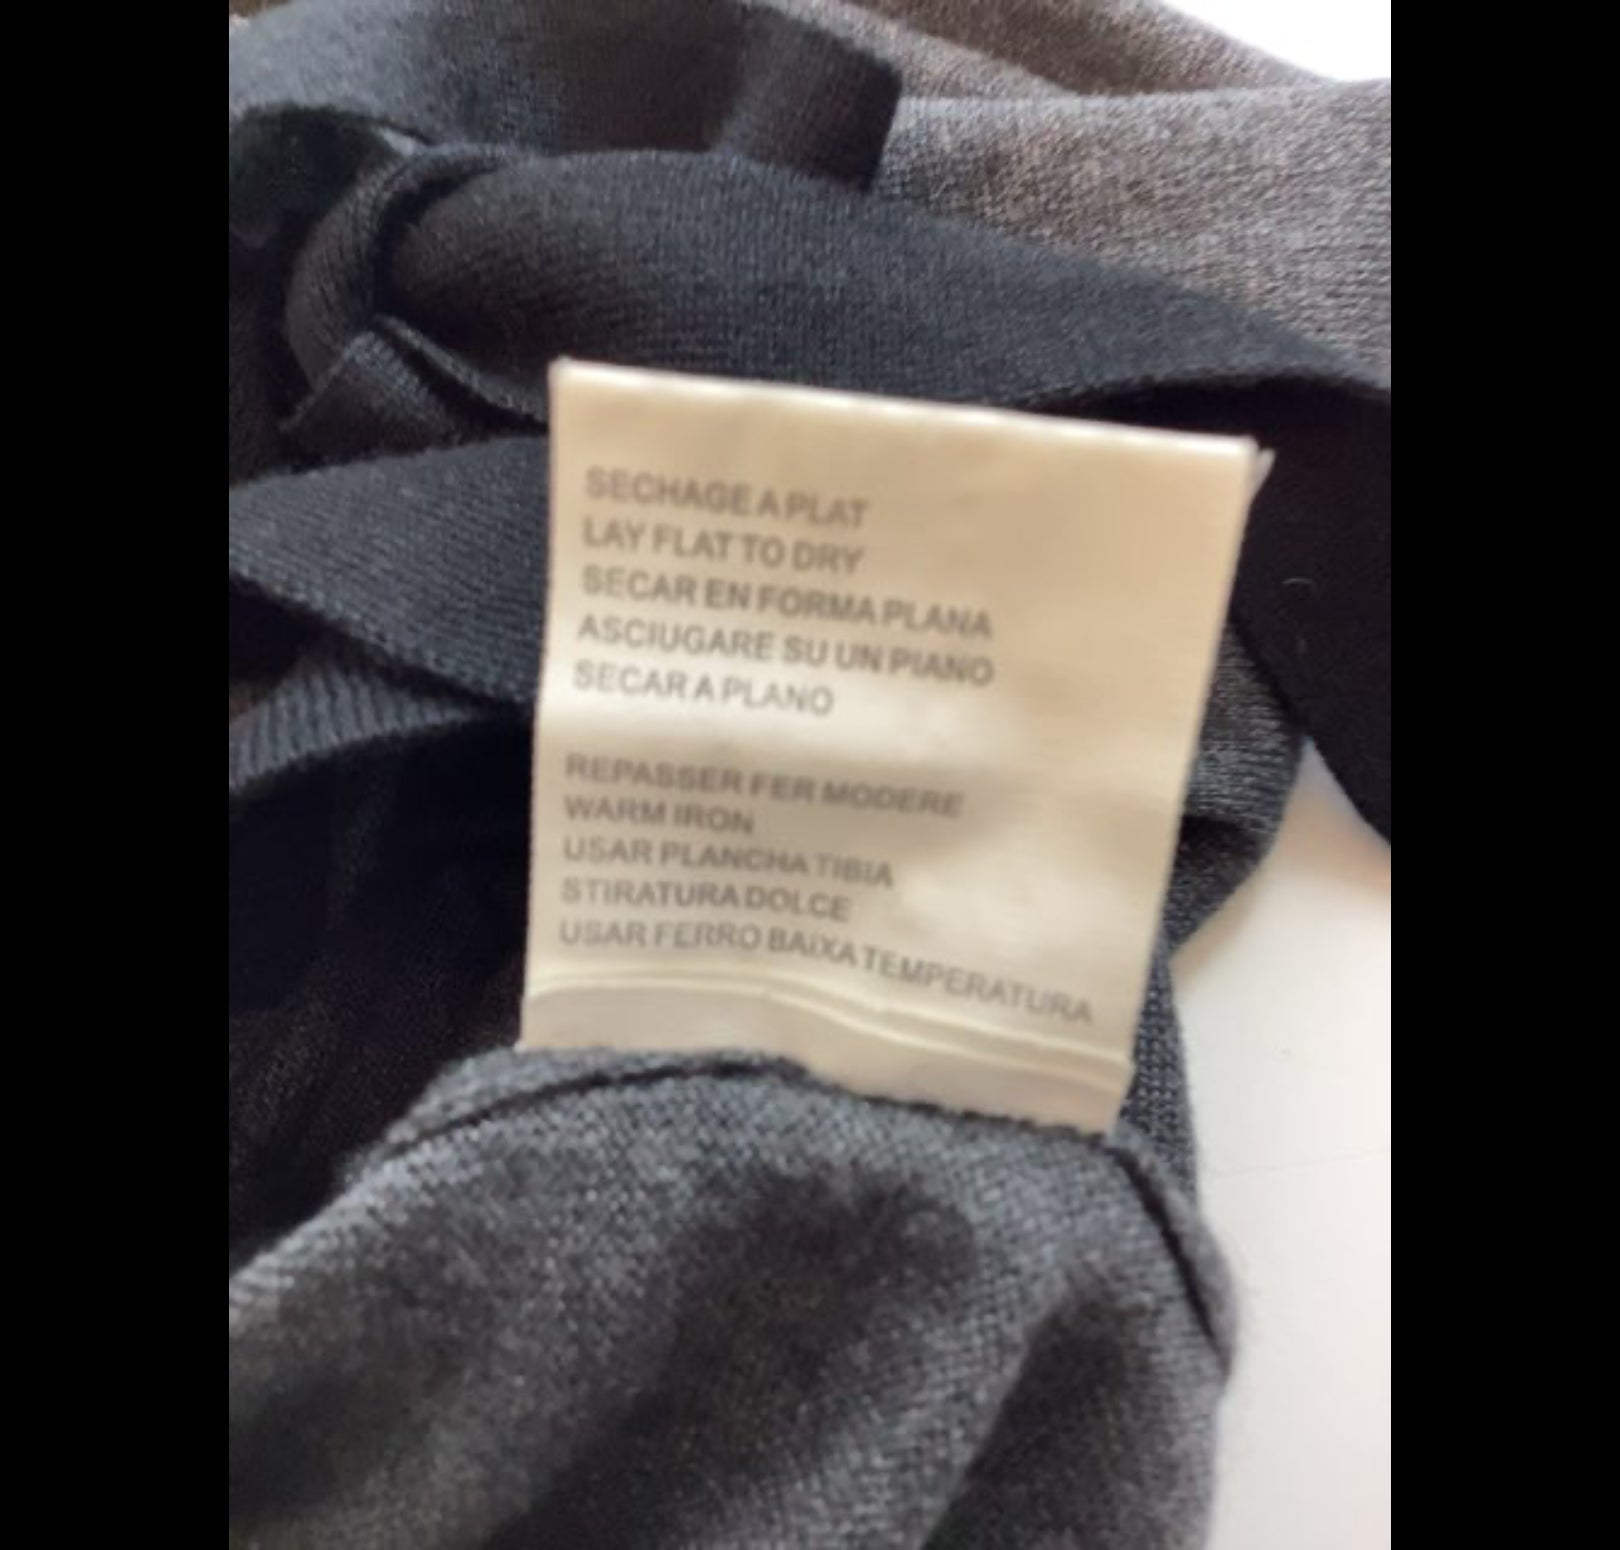 SECHAGE A PLAT
LAY FLAT TO DRY
SECAR EN FORMA PLANA
ASCIUGARE SU UN PIANO
SECAR A PLANO
REPASSER FER MODERE
WARM IRON
USAR PLANCHA TIBIA
STIRATURA DOLCE
USAR FERRO BAIXA TEMPERATURA